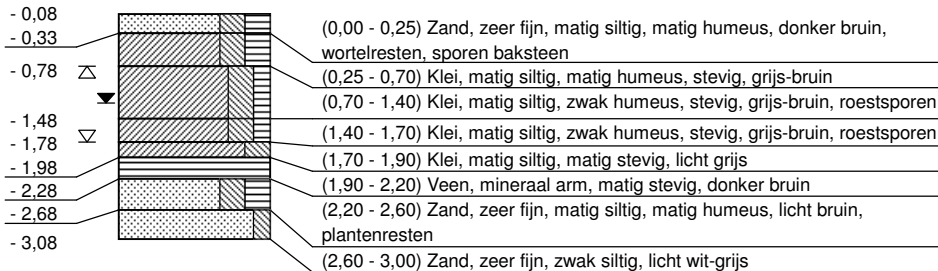 - 0,08
- 0,33
- 0,78
- 1,48
- 1,78
- 1,98
- 2,28
- 2,68
- 3,08
(0,00 - 0,25) Zand, zeer fijn, matig siltig, matig humeus, donker bruin,
wortelresten, sporen baksteen
(0,25 - 0,70) Klei, matig siltig, matig humeus, stevig, grijs-bruin
(0,70 - 1,40) Klei, matig siltig, zwak humeus, stevig, grijs-bruin, roestsporen
(1,40 - 1,70) Klei, matig siltig, zwak humeus, stevig, grijs-bruin, roestsporen
(1,70 - 1,90) Klei, matig siltig, matig stevig, licht grijs
(1,90 - 2,20) Veen, mineraal arm, matig stevig, donker bruin
(2,20 - 2,60) Zand, zeer fijn, matig siltig, matig humeus, licht bruin,
plantenresten
(2,60 - 3,00) Zand, zeer fijn, zwak siltig, licht wit-grijs